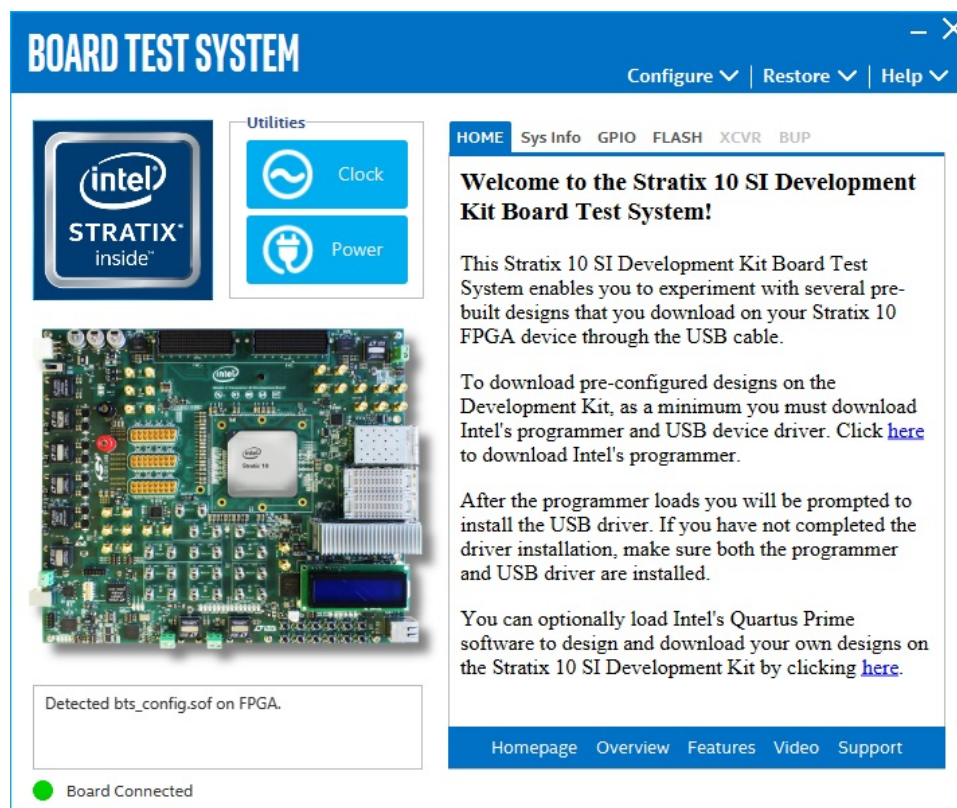 BOARD TEST SYSTEM
Configure | Restore | Help
intel
STRATIX
inside™
Utilities
Clock
Power
HOME Sys Info GPIO FLASH XCVR BUP
Welcome to the Stratix 10 SI Development
Kit Board Test System!
This Stratix 10 SI Development Kit Board Test
System enables you to experiment with several pre-
built designs that you download on your Stratix 10
FPGA device through the USB cable.
To download pre-configured designs on the
Development Kit, as a minimum you must download
Intel's programmer and USB device driver. Click here
to download Intel's programmer.
After the programmer loads you will be prompted to
install the USB driver. If you have not completed the
driver installation, make sure both the programmer
and USB driver are installed.
You can optionally load Intel's Quartus Prime
software to design and download your own designs on
the Stratix 10 SI Development Kit by clicking here.
Homepage Overview Features Video Support
intel
intel
Stratix 10
Detected bts_config.sof on FPGA.
Board Connected